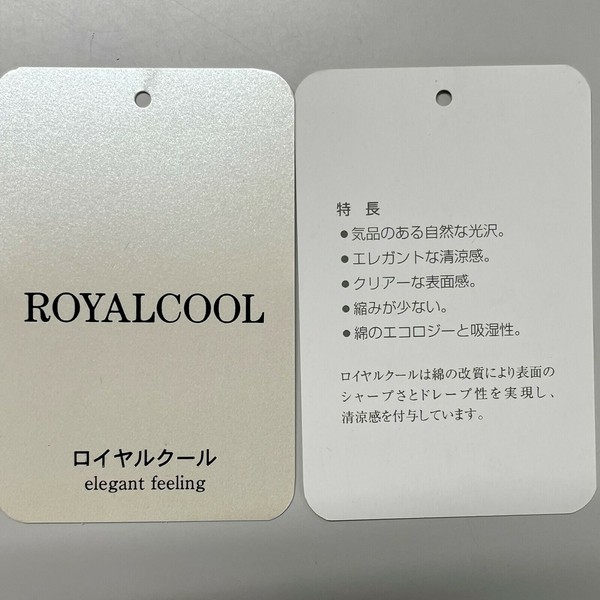 ROYALCOOL
ロイヤルクール
elegant feeling
特 長
●気品のある自然な光沢。
●エレガントな清涼感。
●クリアーな表面感。
●縮みが少ない。
●綿のエコロジーと吸湿性。
ロイヤルクールは綿の改質により表面の
シャープさとドレープ性を実現し、
清涼感を付与しています。